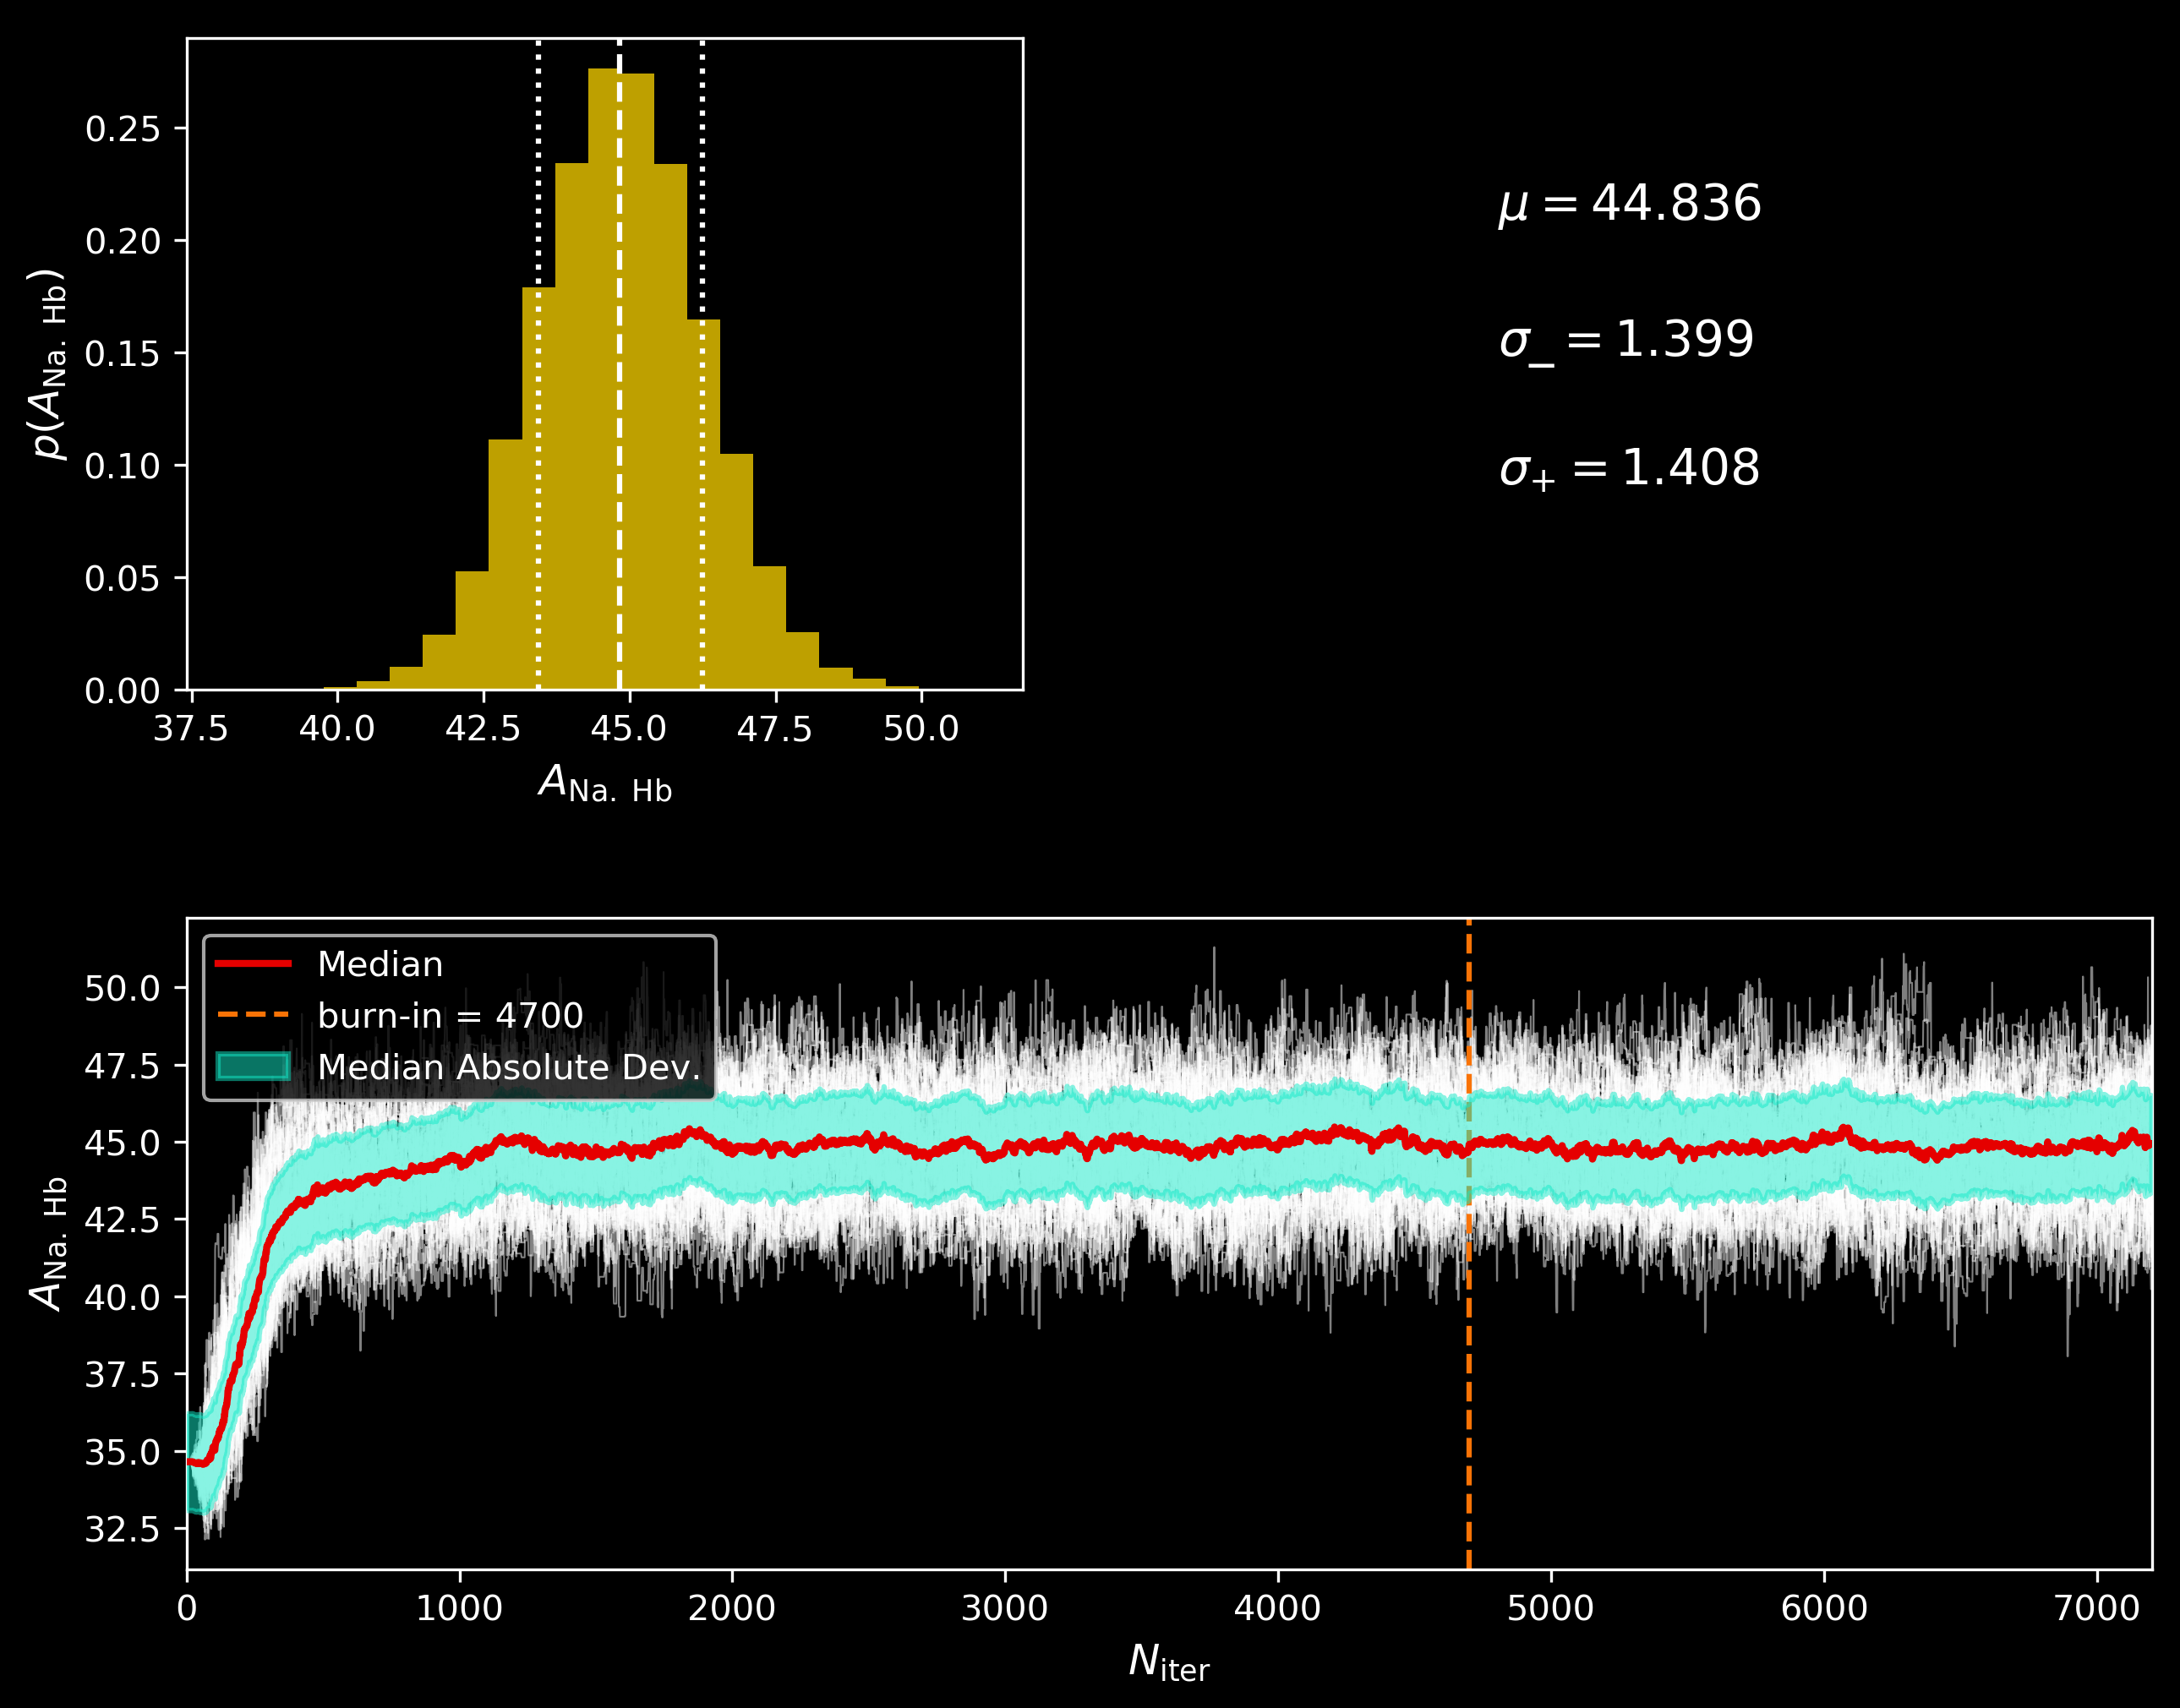 0.25
0.20
0.15
0.10
0.05
0.00
p(A_Na. Hb)
37.5 40.0 42.5 45.0 47.5 50.0
A_Na. Hb
μ = 44.836
σ_− = 1.399
σ_+ = 1.408
Median
burn-in = 4700
Median Absolute Dev.
50.0
47.5
45.0
42.5
40.0
37.5
35.0
32.5
A_Na. Hb
0 1000 2000 3000 4000 5000 6000 7000
N_iter